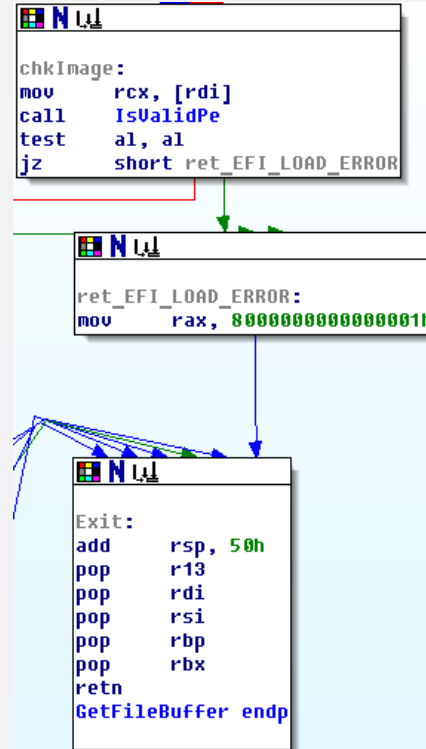 chkImage:
mov rcx, [rdi]
call IsValidPe
test al, al
jz short ret_EFI_LOAD_ERROR
ret_EFI_LOAD_ERROR:
mov rax, 8000000000000001h
Exit:
add rsp, 50h
pop r13
pop rdi
pop rsi
pop rbp
pop rbx
retn
GetFileBuffer endp